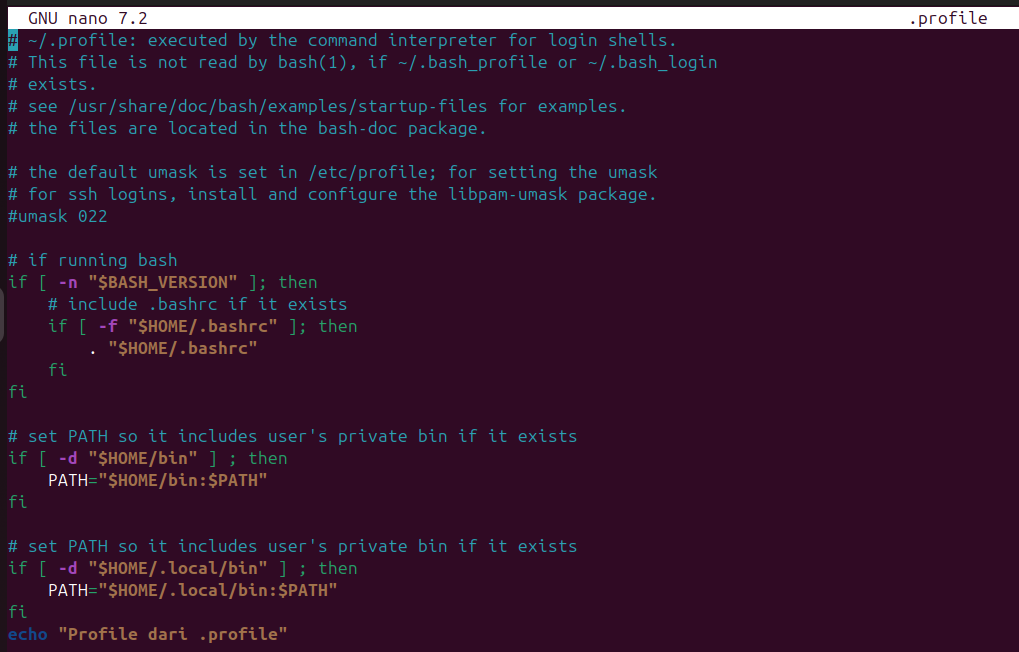 GNU nano 7.2 .profile
# ~/.profile: executed by the command interpreter for login shells.
# This file is not read by bash(1), if ~/.bash_profile or ~/.bash_login
# exists.
# see /usr/share/doc/bash/examples/startup-files for examples.
# the files are located in the bash-doc package.

# the default umask is set in /etc/profile; for setting the umask
# for ssh logins, install and configure the libpam-umask package.
#umask 022

# if running bash
if [ -n "$BASH_VERSION" ]; then
    # include .bashrc if it exists
    if [ -f "$HOME/.bashrc" ]; then
        . "$HOME/.bashrc"
    fi
fi

# set PATH so it includes user's private bin if it exists
if [ -d "$HOME/bin" ] ; then
    PATH="$HOME/bin:$PATH"
fi

# set PATH so it includes user's private bin if it exists
if [ -d "$HOME/.local/bin" ] ; then
    PATH="$HOME/.local/bin:$PATH"
fi
echo "Profile dari .profile"